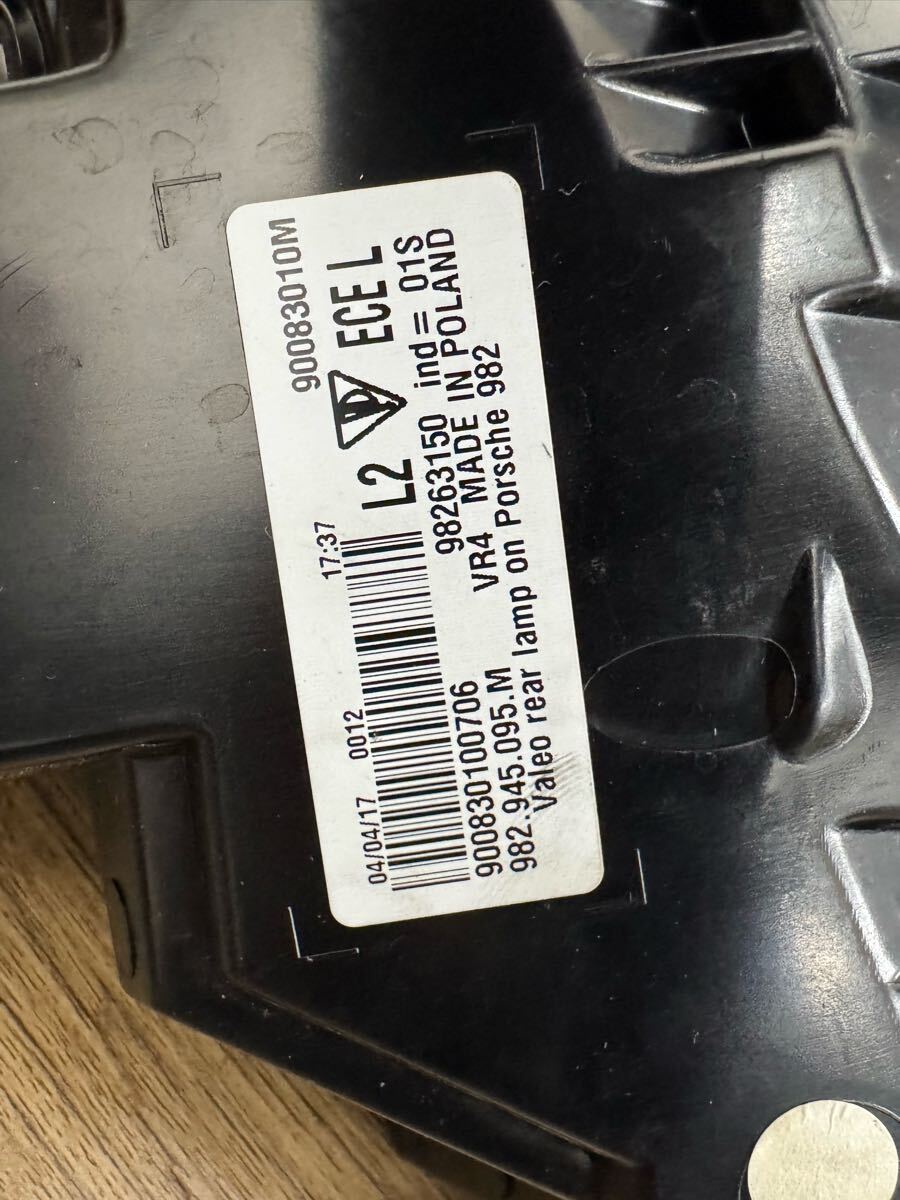 90083010M
04/04/17 0012 17:37
L2 ECE L
900830100706 98263150 ind= 01S
982.945.095.M VR4 MADE IN POLAND
Valeo rear lamp on Porsche 982